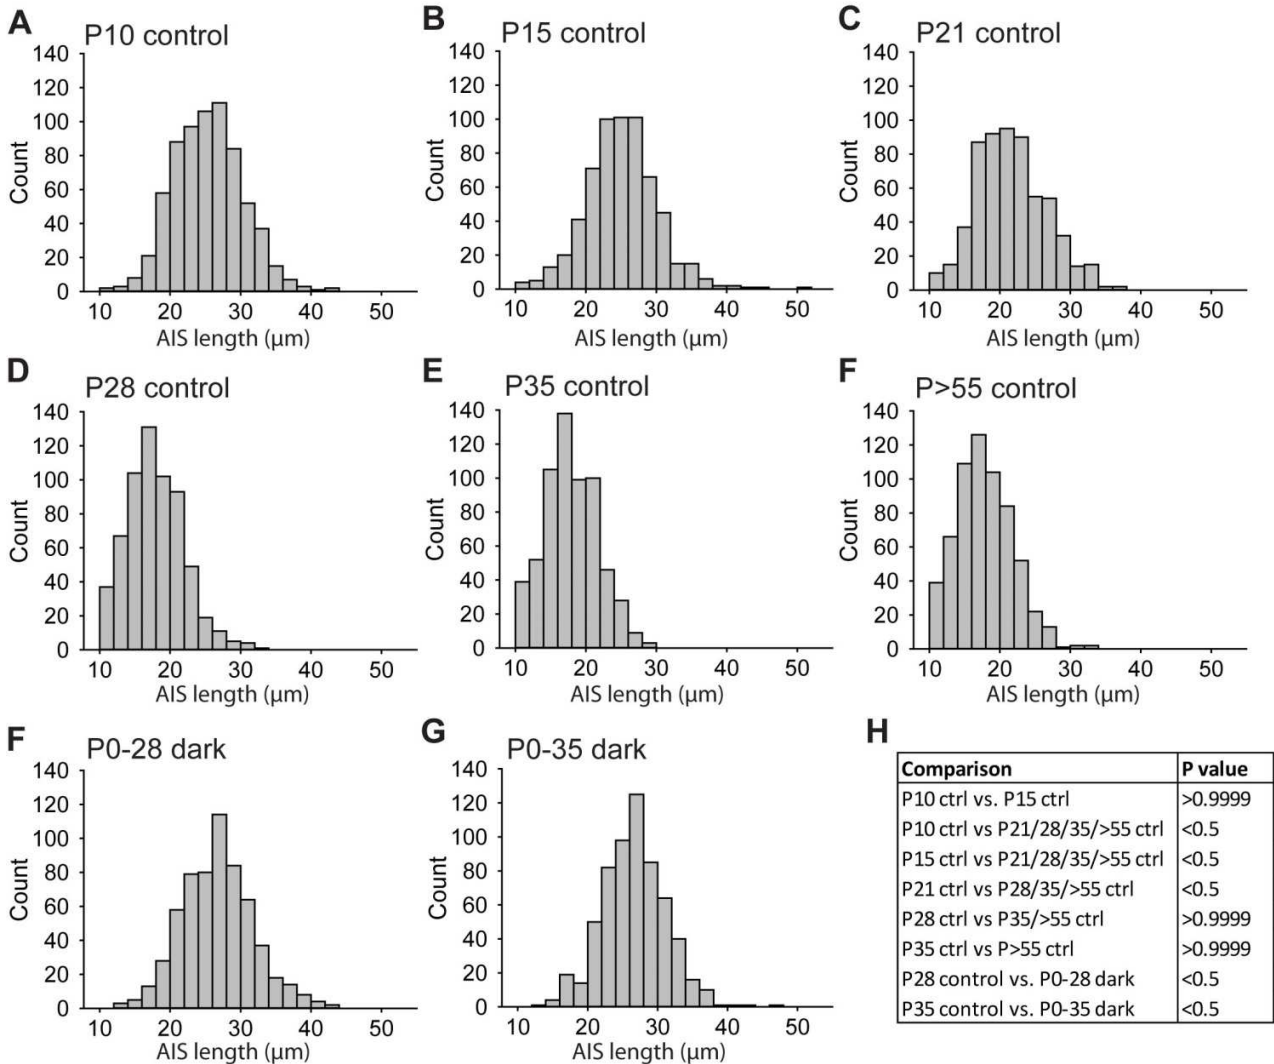 A P10 control
140
120
100
80
60
40
20
0
Count
10 20 30 40 50
AIS length (µm)
B P15 control
140
120
100
80
60
40
20
0
Count
10 20 30 40 50
AIS length (µm)
C P21 control
140
120
100
80
60
40
20
0
Count
10 20 30 40 50
AIS length (µm)
D P28 control
140
120
100
80
60
40
20
0
Count
10 20 30 40 50
AIS length (µm)
E P35 control
140
120
100
80
60
40
20
0
Count
10 20 30 40 50
AIS length (µm)
F P>55 control
140
120
100
80
60
40
20
0
Count
10 20 30 40 50
AIS length (µm)
F P0-28 dark
140
120
100
80
60
40
20
0
Count
10 20 30 40 50
AIS length (µm)
G P0-35 dark
140
120
100
80
60
40
20
0
Count
10 20 30 40 50
AIS length (µm)
H
Comparison P value
P10 ctrl vs. P15 ctrl >0.9999
P10 ctrl vs P21/28/35/>55 ctrl <0.5
P15 ctrl vs P21/28/35/>55 ctrl <0.5
P21 ctrl vs P28/35/>55 ctrl <0.5
P28 ctrl vs P35/>55 ctrl >0.9999
P35 ctrl vs P>55 ctrl >0.9999
P28 control vs. P0-28 dark <0.5
P35 control vs. P0-35 dark <0.5